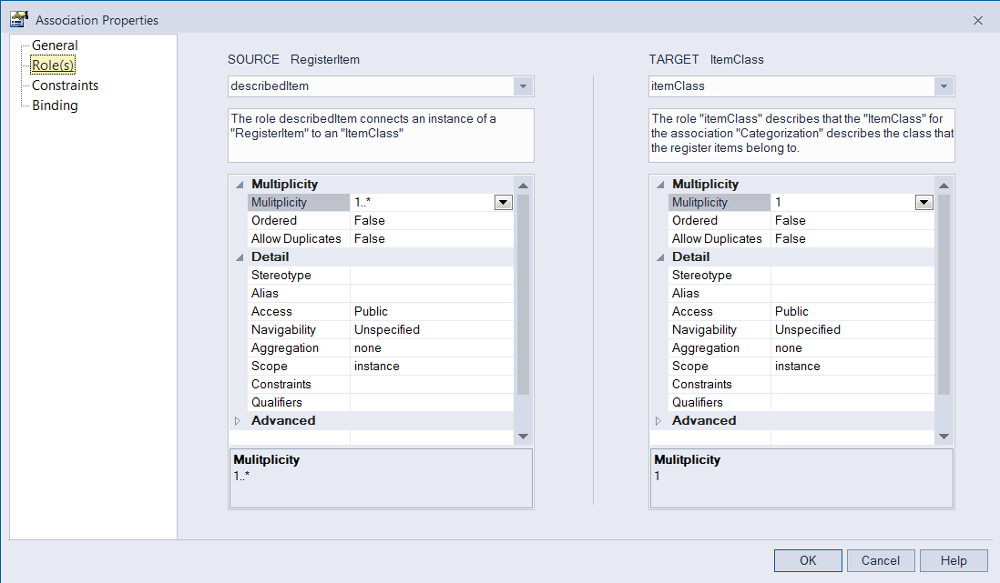 Association Properties
General
Role(s)
Constraints
Binding
SOURCE RegisterItem
describedItem
The role describedItem connects an instance of a
"RegisterItem" to an "ItemClass"
Multiplicity
Mulitplicity 1..*
Ordered False
Allow Duplicates False
Detail
Stereotype
Alias
Access Public
Navigability Unspecified
Aggregation none
Scope instance
Constraints
Qualifiers
Advanced
Mulitplicity
1..*
TARGET ItemClass
itemClass
The role "itemClass" describes that the "ItemClass" for
the association "Categorization" describes the class that
the register items belong to.
Multiplicity
Mulitplicity 1
Ordered False
Allow Duplicates False
Detail
Stereotype
Alias
Access Public
Navigability Unspecified
Aggregation none
Scope instance
Constraints
Qualifiers
Advanced
Mulitplicity
1
OK Cancel Help